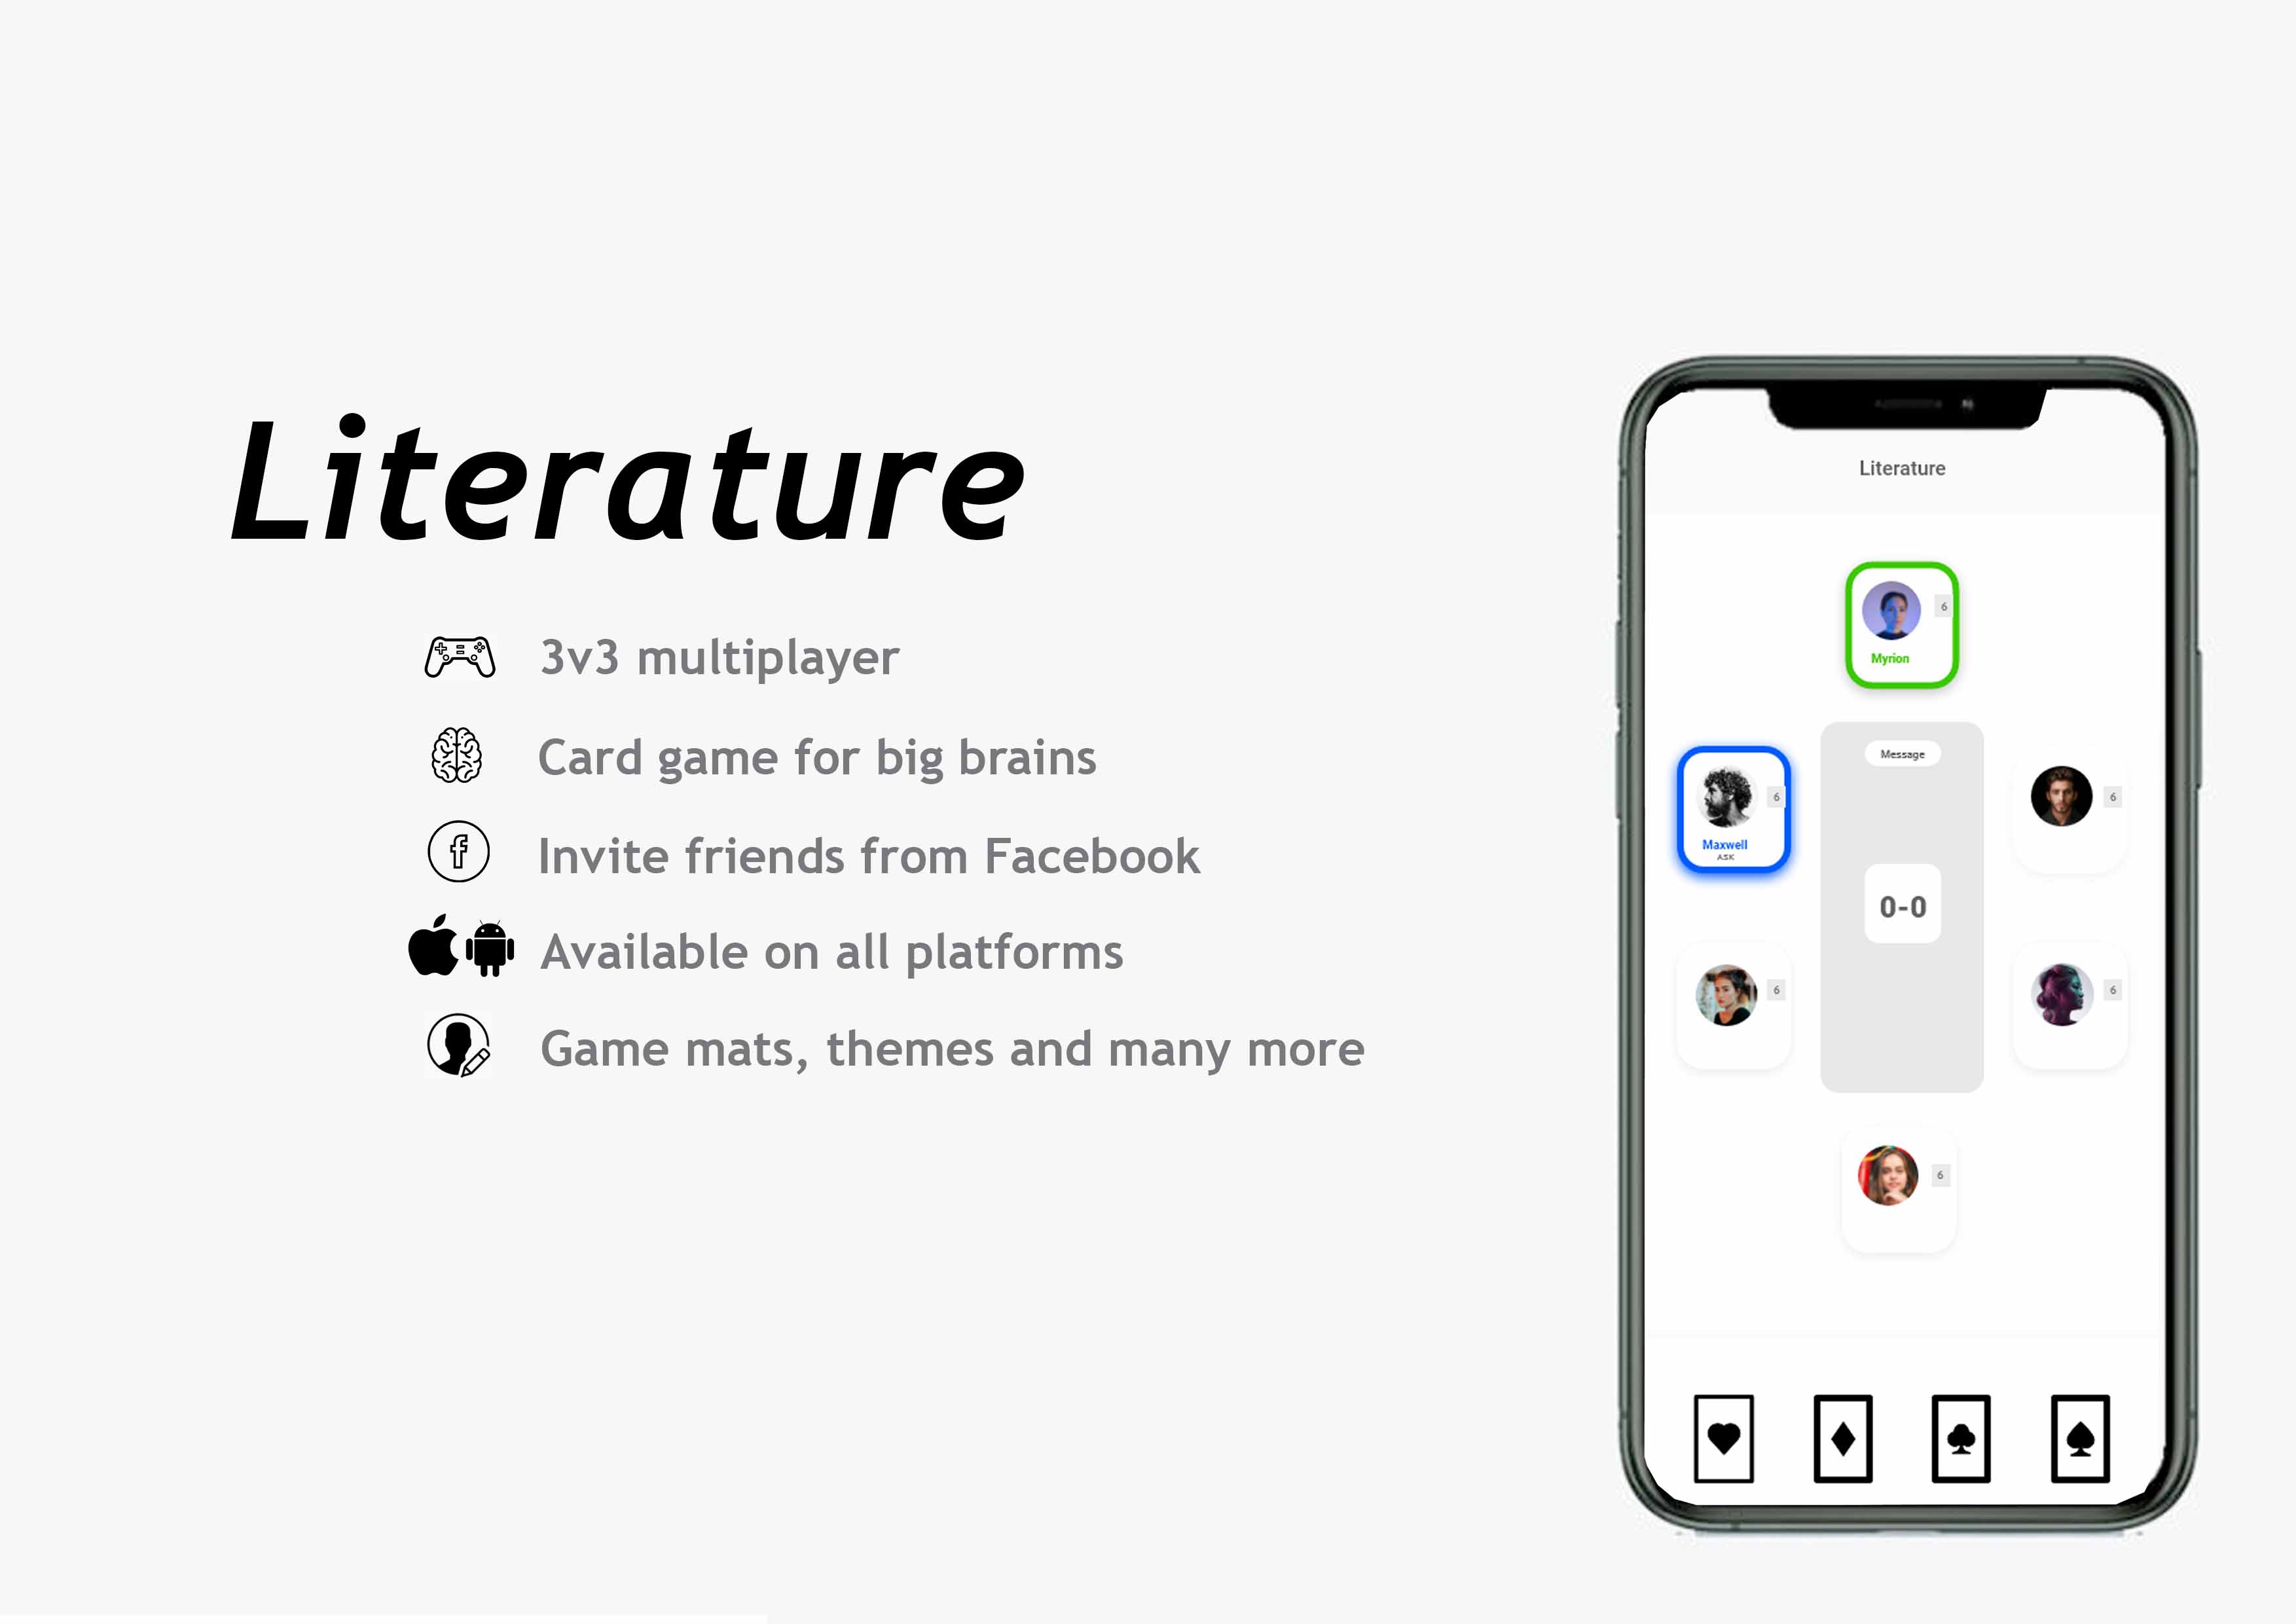 Literature
3v3 multiplayer
Card game for big brains
Invite friends from Facebook
Available on all platforms
Game mats, themes and many more
Literature
6
Myrion
Message
6
Maxwell
ASK
6
0-0
6
6
6